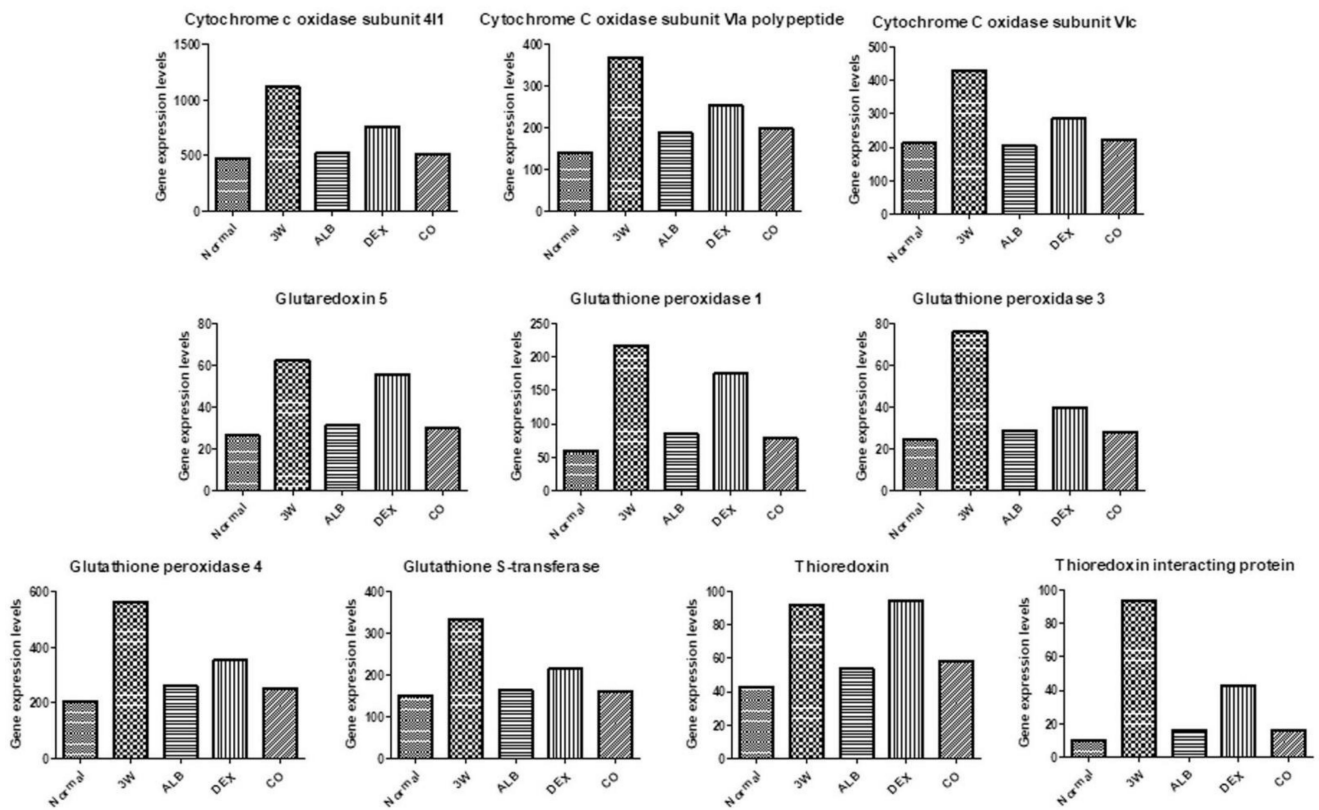 Cytochrome c oxidase subunit 4I1
Gene expression levels
1500
1000
500
0
Normal
3W
ALB
DEX
CO
Cytochrome C oxidase subunit VIa polypeptide
Gene expression levels
400
300
200
100
0
Normal
3W
ALB
DEX
CO
Cytochrome C oxidase subunit VIc
Gene expression levels
500
400
300
200
100
0
Normal
3W
ALB
DEX
CO
Glutaredoxin 5
Gene expression levels
80
60
40
20
0
Normal
3W
ALB
DEX
CO
Glutathione peroxidase 1
Gene expression levels
250
200
150
100
50
0
Normal
3W
ALB
DEX
CO
Glutathione peroxidase 3
Gene expression levels
80
60
40
20
0
Normal
3W
ALB
DEX
CO
Glutathione peroxidase 4
Gene expression levels
600
400
200
0
Normal
3W
ALB
DEX
CO
Glutathione S-transferase
Gene expression levels
400
300
200
100
0
Normal
3W
ALB
DEX
CO
Thioredoxin
Gene expression levels
100
80
60
40
20
0
Normal
3W
ALB
DEX
CO
Thioredoxin interacting protein
Gene expression levels
100
80
60
40
20
0
Normal
3W
ALB
DEX
CO